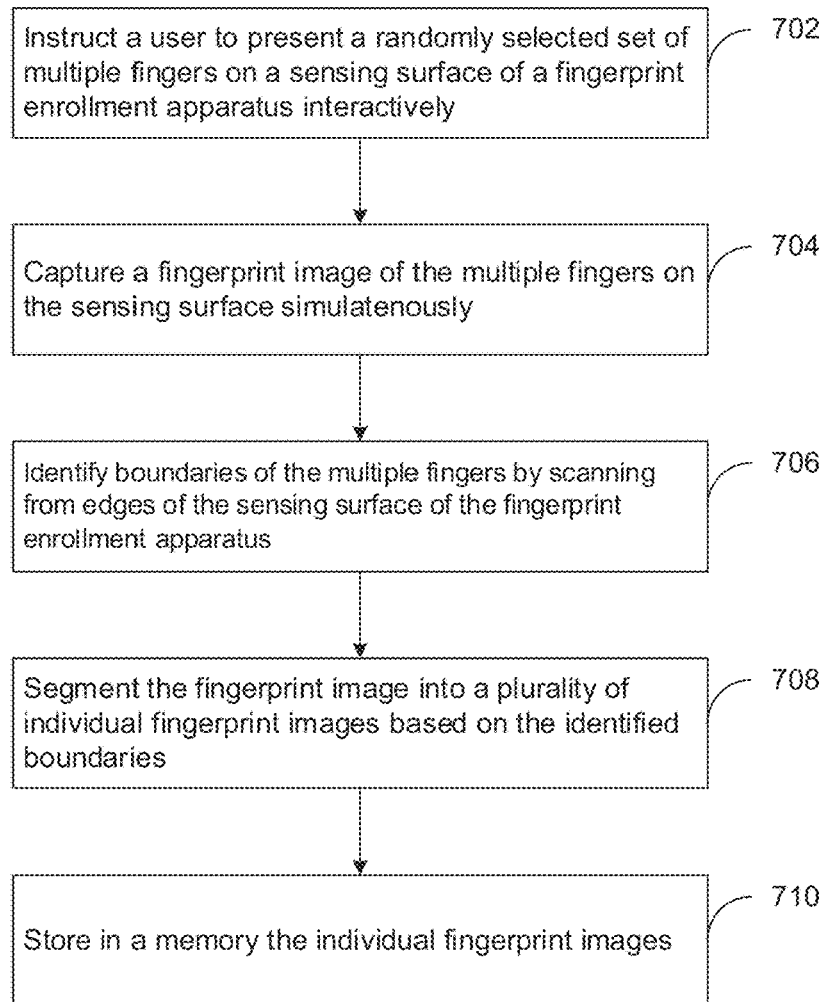 Instruct a user to present a randomly selected set of
multiple fingers on a sensing surface of a fingerprint
enrollment apparatus interactively
702
Capture a fingerprint image of the multiple fingers on
the sensing surface simulatenously
704
Identify boundaries of the multiple fingers by scanning
from edges of the sensing surface of the fingerprint
enrollment apparatus
706
Segment the fingerprint image into a plurality of
individual fingerprint images based on the identified
boundaries
708
Store in a memory the individual fingerprint images
710